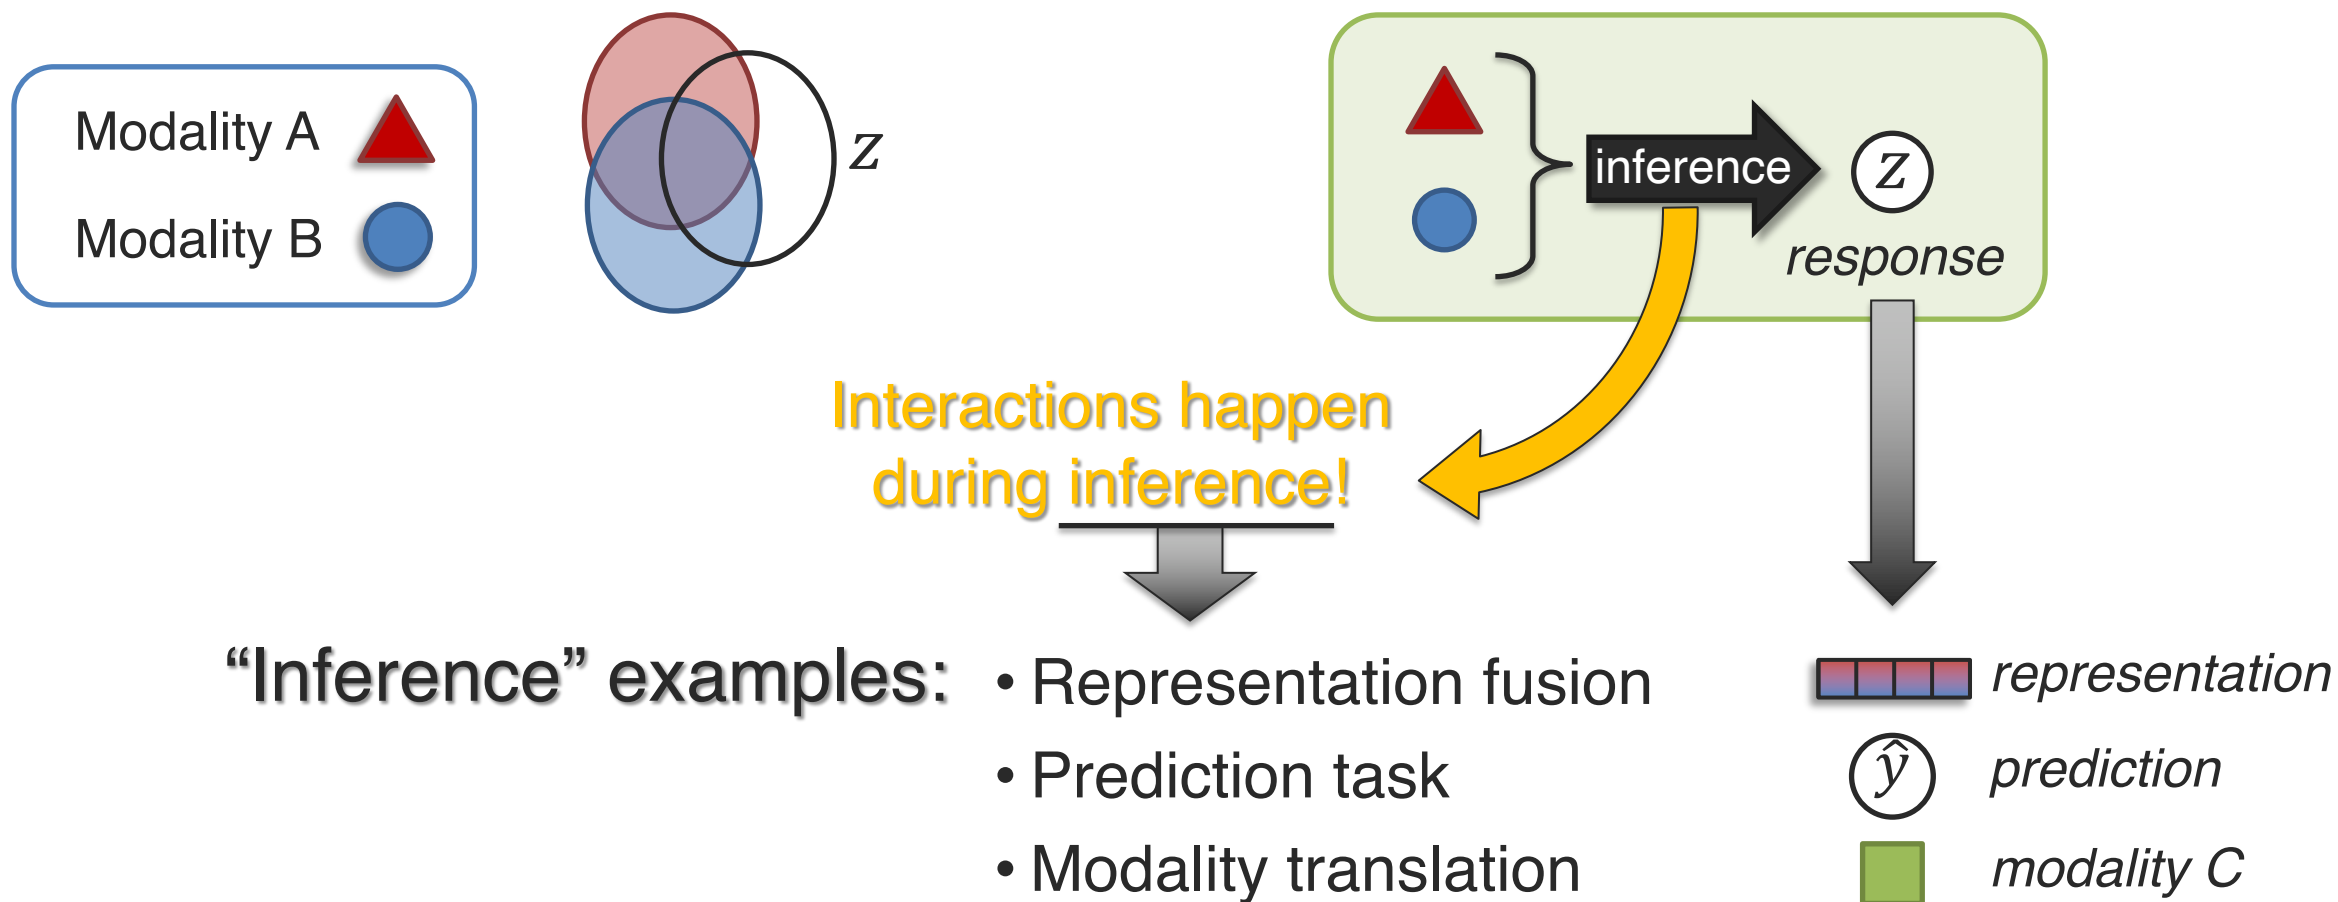 Modality A
Modality B
z
inference
z
response
Interactions happen
during inference!
“Inference” examples:
• Representation fusion
• Prediction task
• Modality translation
representation
ŷ
prediction
modality C